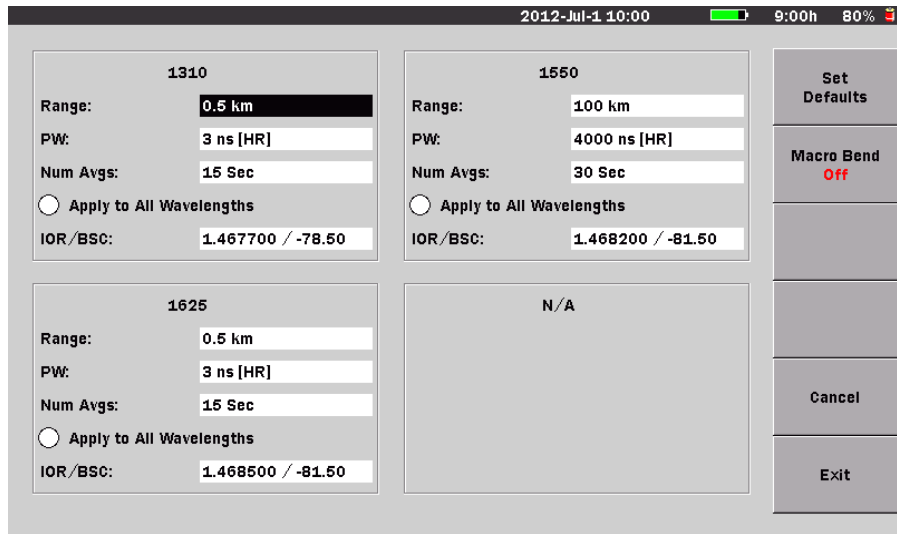 2012-Jul-1 10:00 9:00h 80%
1310
Range: 0.5 km
PW: 3 ns [HR]
Num Avgs: 15 Sec
Apply to All Wavelengths
IOR/BSC: 1.467700 / -78.50
1550
Range: 100 km
PW: 4000 ns [HR]
Num Avgs: 30 Sec
Apply to All Wavelengths
IOR/BSC: 1.468200 / -81.50
1625
Range: 0.5 km
PW: 3 ns [HR]
Num Avgs: 15 Sec
Apply to All Wavelengths
IOR/BSC: 1.468500 / -81.50
N/A
Set
Defaults
Macro Bend
Off
Cancel
Exit